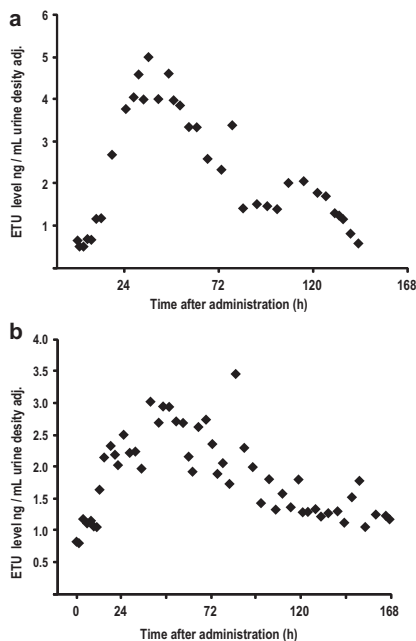 a
ETU level ng / mL urine desity adj.
6
5
4
3
2
1
24 72 120 168
Time after administration (h)
b
ETU level ng / mL urine desity adj.
4.0
3.5
3.0
2.5
2.0
1.5
1.0
0.5
0 24 72 120 168
Time after administration (h)